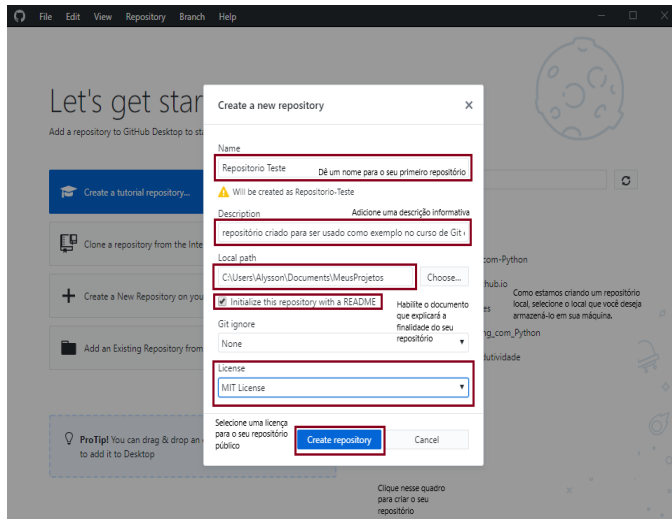 File Edit View Repository Branch Help
Let's get star
Add a repository to GitHub Desktop to sta
Create a tutorial repository...
Clone a repository from the Inte
Create a New Repository on you
Add an Existing Repository from
ProTip! You can drag & drop an
to add it to Desktop
Create a new repository
Name
Repositorio Teste
Dê um nome para o seu primeiro repositório
Will be created as Repositorio-Teste
Description
Adicione uma descrição informativa
repositório criado para ser usado como exemplo no curso de Git
Local path
C:\Users\Alysson\Documents\MeusProjetos
Choose...
Initialize this repository with a README
Habilite o documento
que explicará a
finalidade do seu
repositório
Git ignore
None
License
MIT License
Selecione uma licença
para o seu repositório
público
Create repository
Cancel
com-Python
hub.io
Como estamos criando um repositório
local, selecione o local que você deseja
armazená-lo em sua máquina.
es
ng_com_Python
dutividade
Clique nesse quadro
para criar o seu
repositório